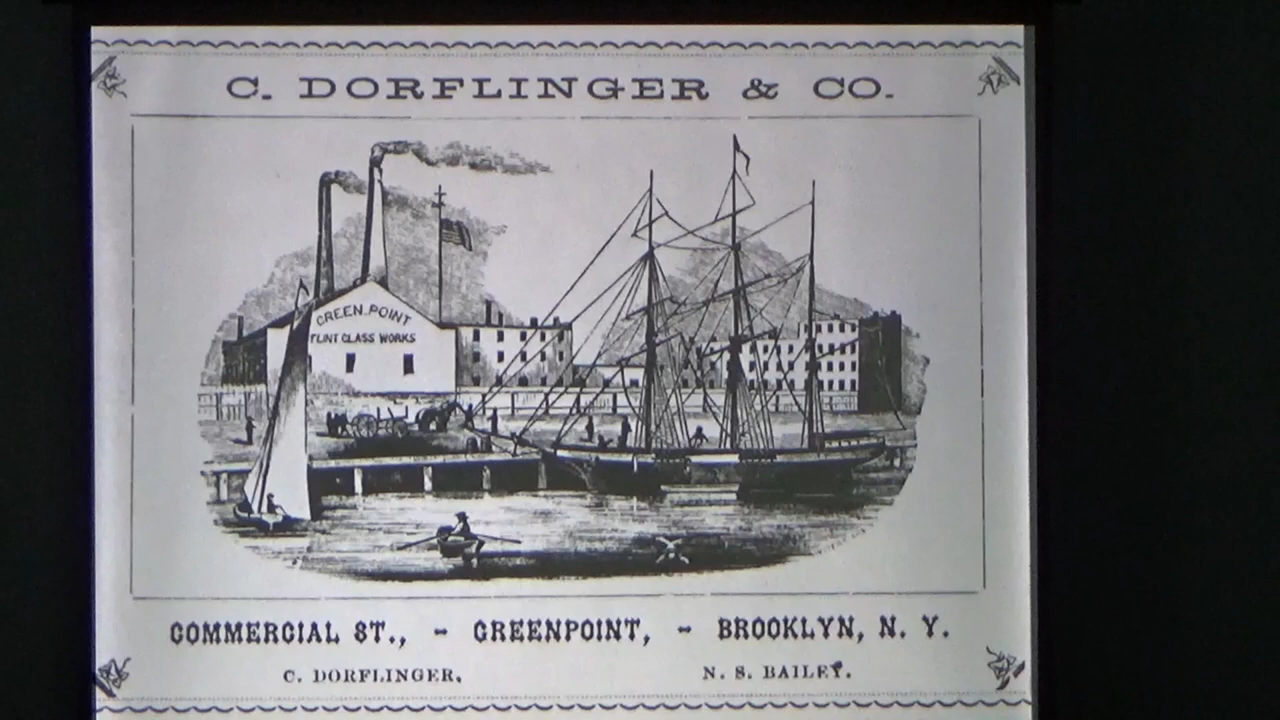 C. DORFLINGER & CO.
GREEN POINT
FLINT GLASS WORKS
COMMERCIAL ST., - GREENPOINT, - BROOKLYN, N. Y.
C. DORFLINGER, N. S. BAILEY.